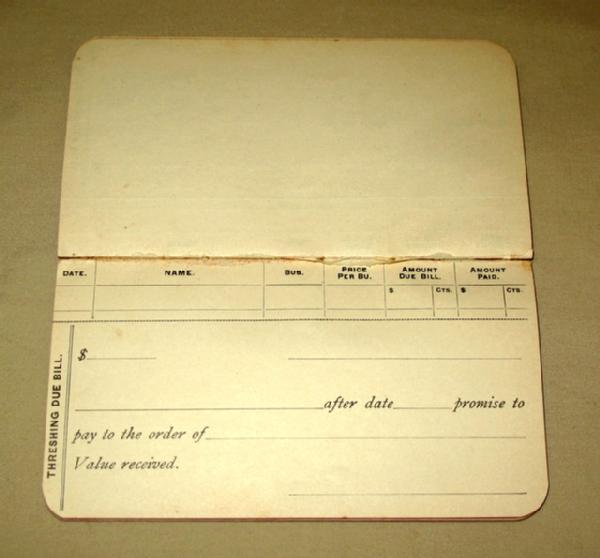 DATE. NAME. BUS. PRICE PER BU. AMOUNT DUE BILL. AMOUNT PAID.
$ CTS. $ CTS.
THRESHING DUE BILL.
$
after date promise to
pay to the order of
Value received.